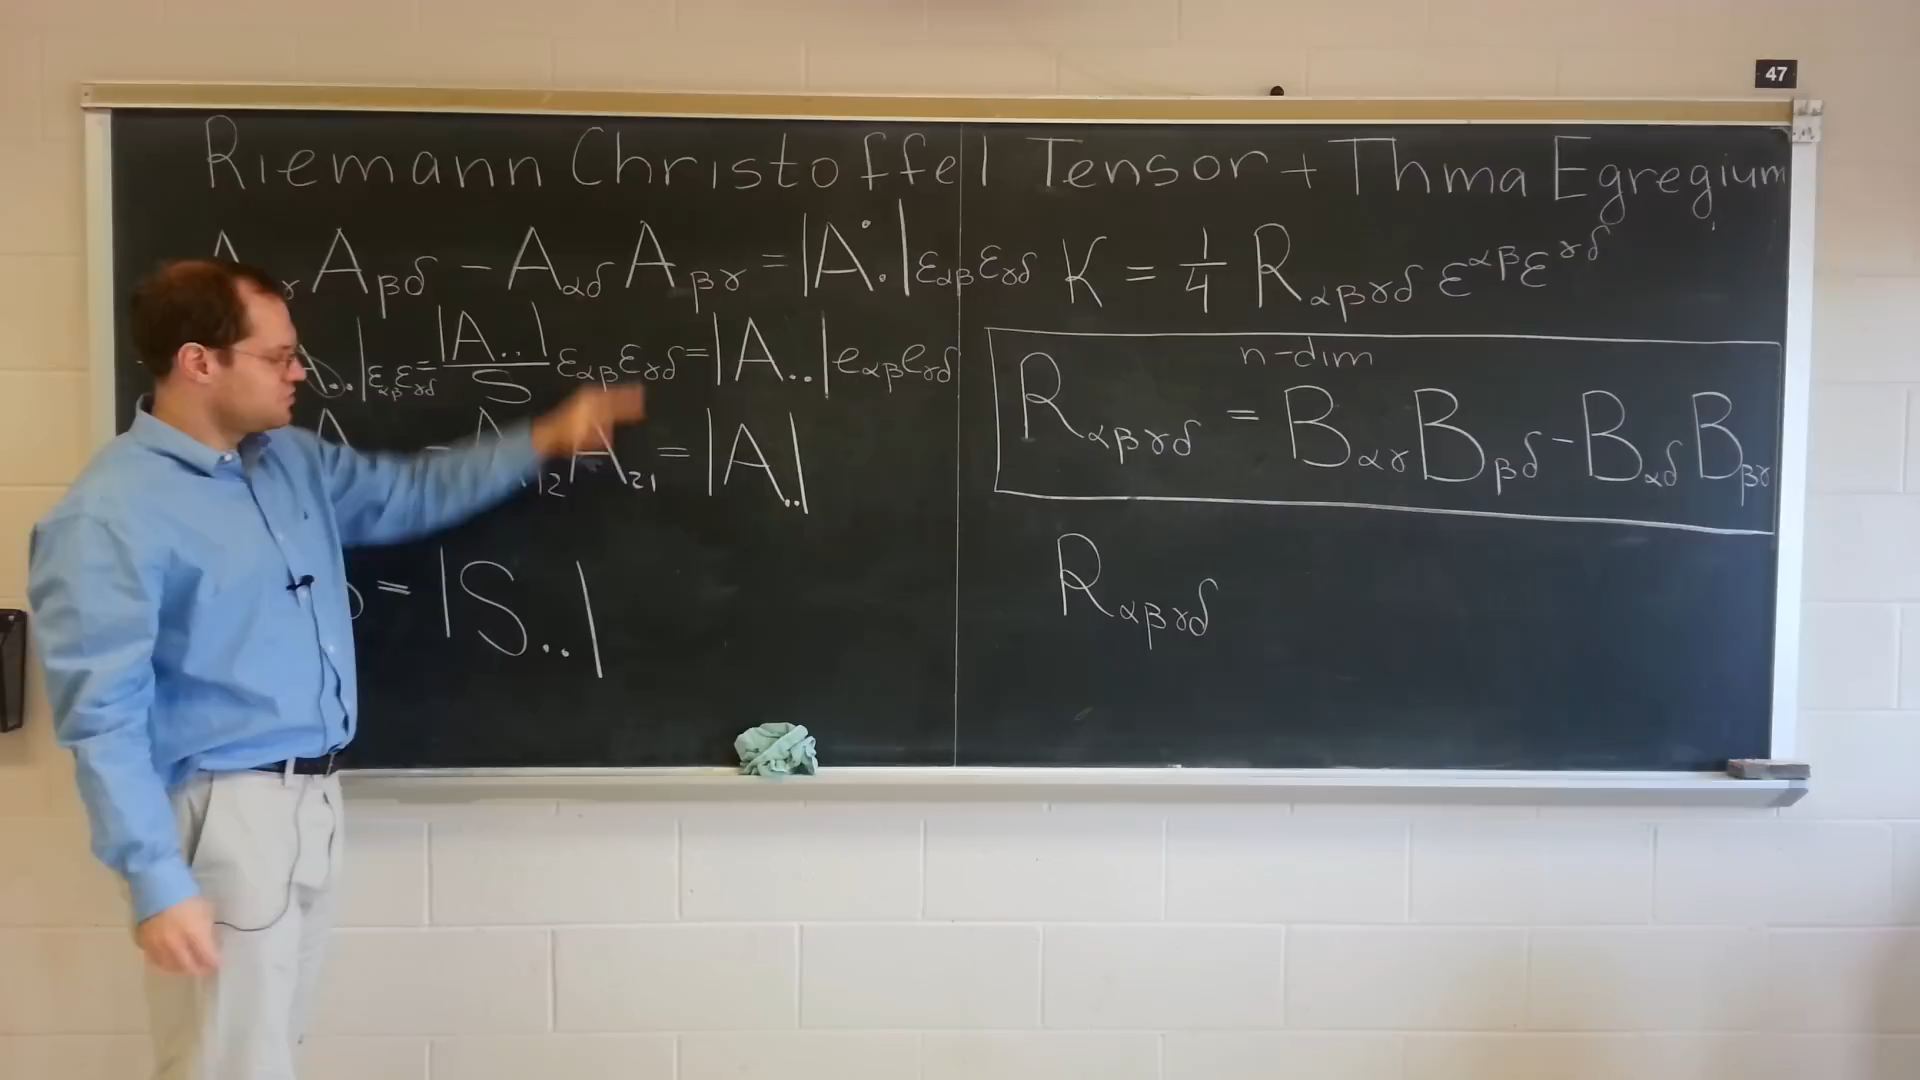 47
Riemann Christoffel Tensor + Thma Egregium
A_γ A_βδ - A_αδ A_βγ = |A^._.| ε_αβ ε_γδ
K = 1/4 R_αβγδ ε^αβ ε^γδ
|ε_αβ ε_γδ = |A..|/S ε_αβ ε_γδ = |A..| e_αβ e_γδ
n-dim
R_αβγδ = B_αγ B_βδ - B_αδ B_βγ
- A_12 A_21 = |A..|
= |S..|
R_αβγδ